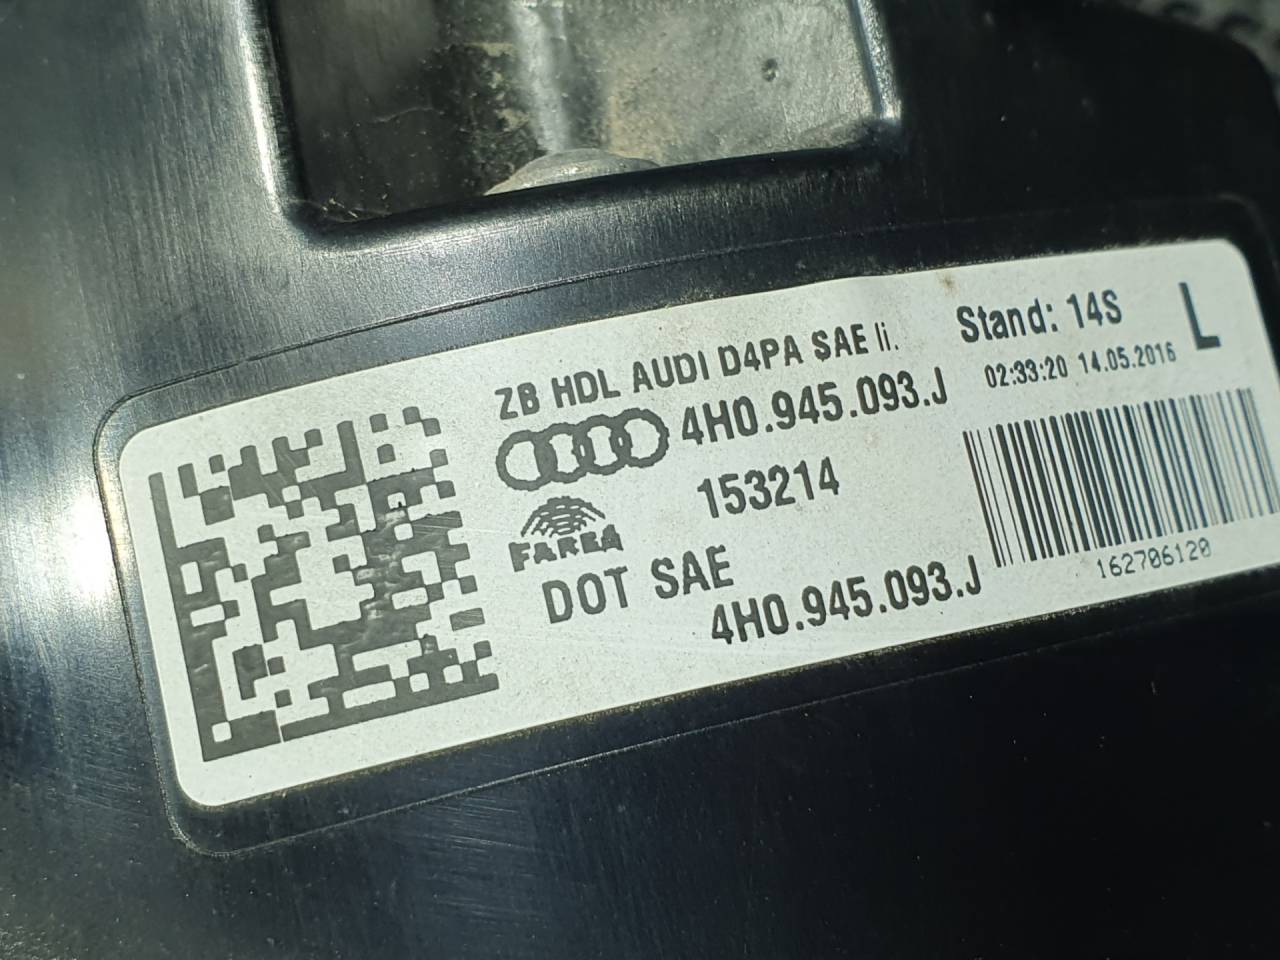 ZB HDL AUDI D4PA SAE li.
Stand: 14S
L
4H0.945.093.J
02:33:20 14.05.2016
153214
FAREA
DOT SAE
4H0.945.093.J
162706120